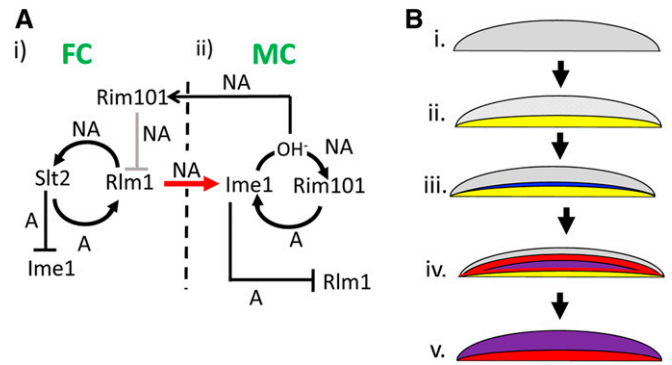 A
i) FC
ii) MC
NA
Rim101
NA
OH-
NA
NA
Slt2
Rlm1
NA
Ime1
Rim101
A
A
A
Ime1
A
Rlm1
B
i.
ii.
iii.
iv.
v.